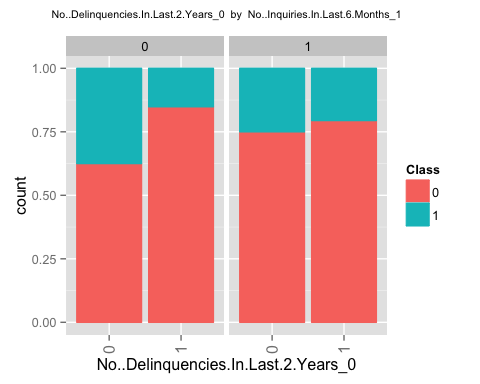 No..Delinquencies.In.Last.2.Years_0 by No..Inquiries.In.Last.6.Months_1
0 1
1.00
0.75
0.50
0.25
0.00
count
0 1 0 1
No..Delinquencies.In.Last.2.Years_0
Class
0
1